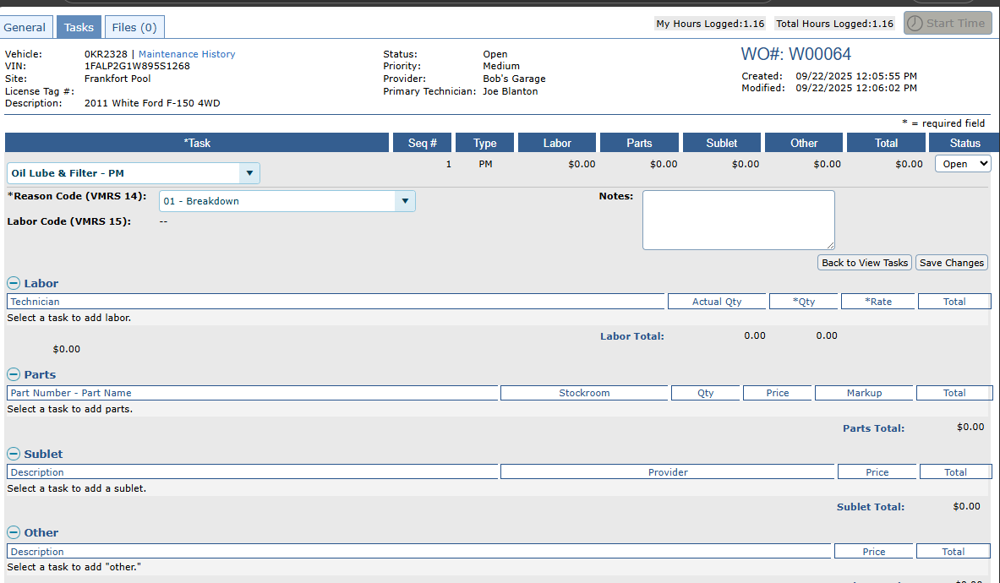 General Tasks Files (0) My Hours Logged:1.16 Total Hours Logged:1.16 Start Time
Vehicle: 0KR2328 | Maintenance History
VIN: 1FALP2G1W895S1268
Site: Frankfort Pool
License Tag #:
Description: 2011 White Ford F-150 4WD
Status: Open
Priority: Medium
Provider: Bob's Garage
Primary Technician: Joe Blanton
WO#: W00064
Created: 09/22/2025 12:05:55 PM
Modified: 09/22/2025 12:06:02 PM
* = required field
*Task Seq # Type Labor Parts Sublet Other Total Status
Oil Lube & Filter - PM 1 PM $0.00 $0.00 $0.00 $0.00 $0.00 Open
*Reason Code (VMRS 14): 01 - Breakdown Notes:
Labor Code (VMRS 15): --
Back to View Tasks Save Changes
Labor
Technician Actual Qty *Qty *Rate Total
Select a task to add labor.
Labor Total: 0.00 0.00
$0.00
Parts
Part Number - Part Name Stockroom Qty Price Markup Total
Select a task to add parts.
Parts Total: $0.00
Sublet
Description Provider Price Total
Select a task to add a sublet.
Sublet Total: $0.00
Other
Description Price Total
Select a task to add "other."